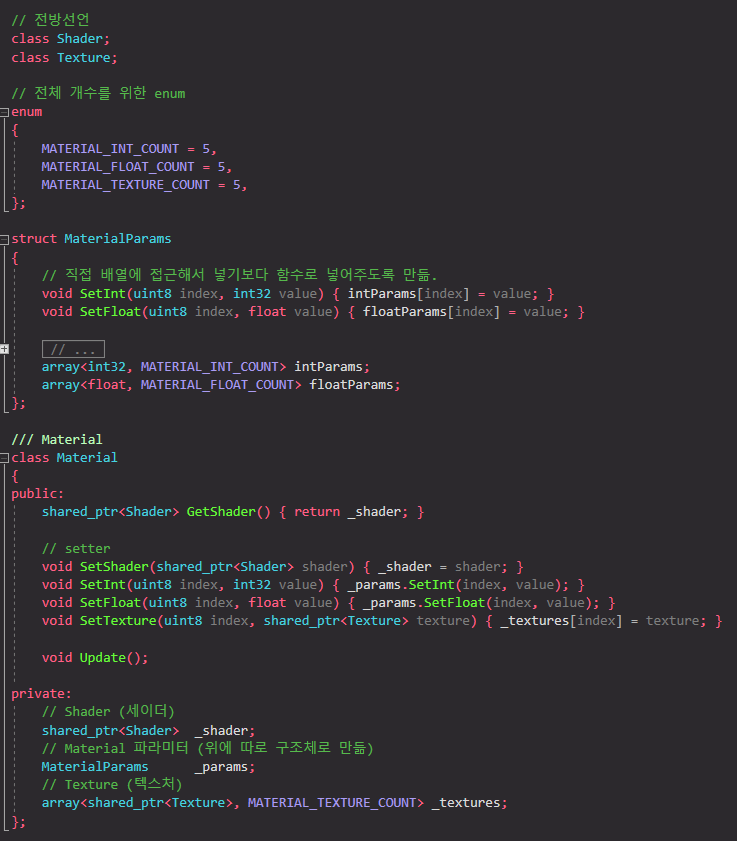 // 전방선언
class Shader;
class Texture;
// 전체 개수를 위한 enum
enum
{
    MATERIAL_INT_COUNT = 5,
    MATERIAL_FLOAT_COUNT = 5,
    MATERIAL_TEXTURE_COUNT = 5,
};
struct MaterialParams
{
    // 직접 배열에 접근해서 넣기보다 함수로 넣어주도록 만듦.
    void SetInt(uint8 index, int32 value) { intParams[index] = value; }
    void SetFloat(uint8 index, float value) { floatParams[index] = value; }
    // ...
    array<int32, MATERIAL_INT_COUNT> intParams;
    array<float, MATERIAL_FLOAT_COUNT> floatParams;
};
/// Material
class Material
{
public:
    shared_ptr<Shader> GetShader() { return _shader; }
    // setter
    void SetShader(shared_ptr<Shader> shader) { _shader = shader; }
    void SetInt(uint8 index, int32 value) { _params.SetInt(index, value); }
    void SetFloat(uint8 index, float value) { _params.SetFloat(index, value); }
    void SetTexture(uint8 index, shared_ptr<Texture> texture) { _textures[index] = texture; }
    void Update();
private:
    // Shader (셰이더)
    shared_ptr<Shader>  _shader;
    // Material 파라미터 (위에 따로 구조체로 만듦)
    MaterialParams      _params;
    // Texture (텍스처)
    array<shared_ptr<Texture>, MATERIAL_TEXTURE_COUNT> _textures;
};